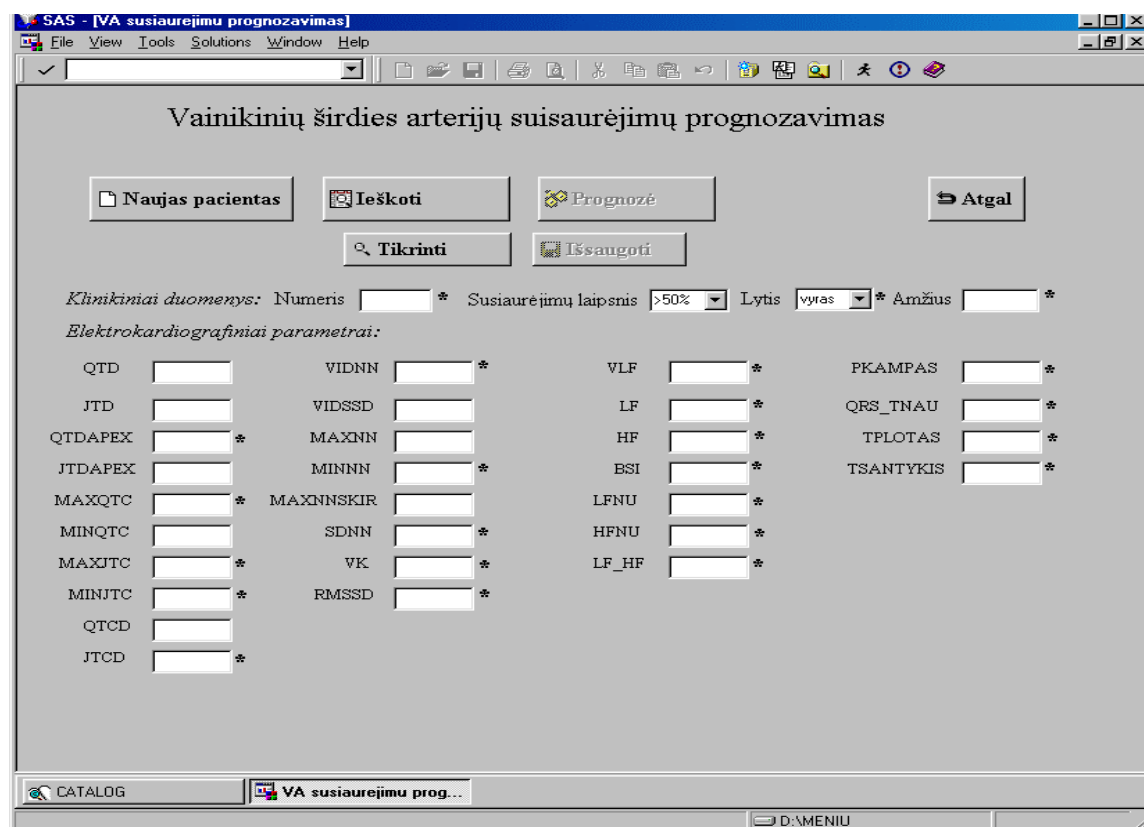 SAS - [VA susiaurejimu prognozavimas]
File View Tools Solutions Window Help
Vainikinių širdies arterijų suisaurėjimų prognozavimas
Naujas pacientas Ieškoti Prognozė Atgal
Tikrinti Išsaugoti
Klinikiniai duomenys: Numeris * Susiaurėjimų laipsnis >50% Lytis vyras * Amžius *
Elektrokardiografiniai parametrai:
QTD VIDNN * VLF * PKAMPAS *
JTD VIDSSD LF * QRS_TNAU *
QTDAPEX * MAXNN HF * TPLOTAS *
JTDAPEX MINNN * BSI * TSANTYKIS *
MAXQTC * MAXNNSKIR LFNU *
MINQTC SDNN * HFNU *
MAXJTC * VK * LF_HF *
MINJTC * RMSSD *
QTCD
JTCD *
CATALOG VA susiaurejimu prog...
D:\MENIU